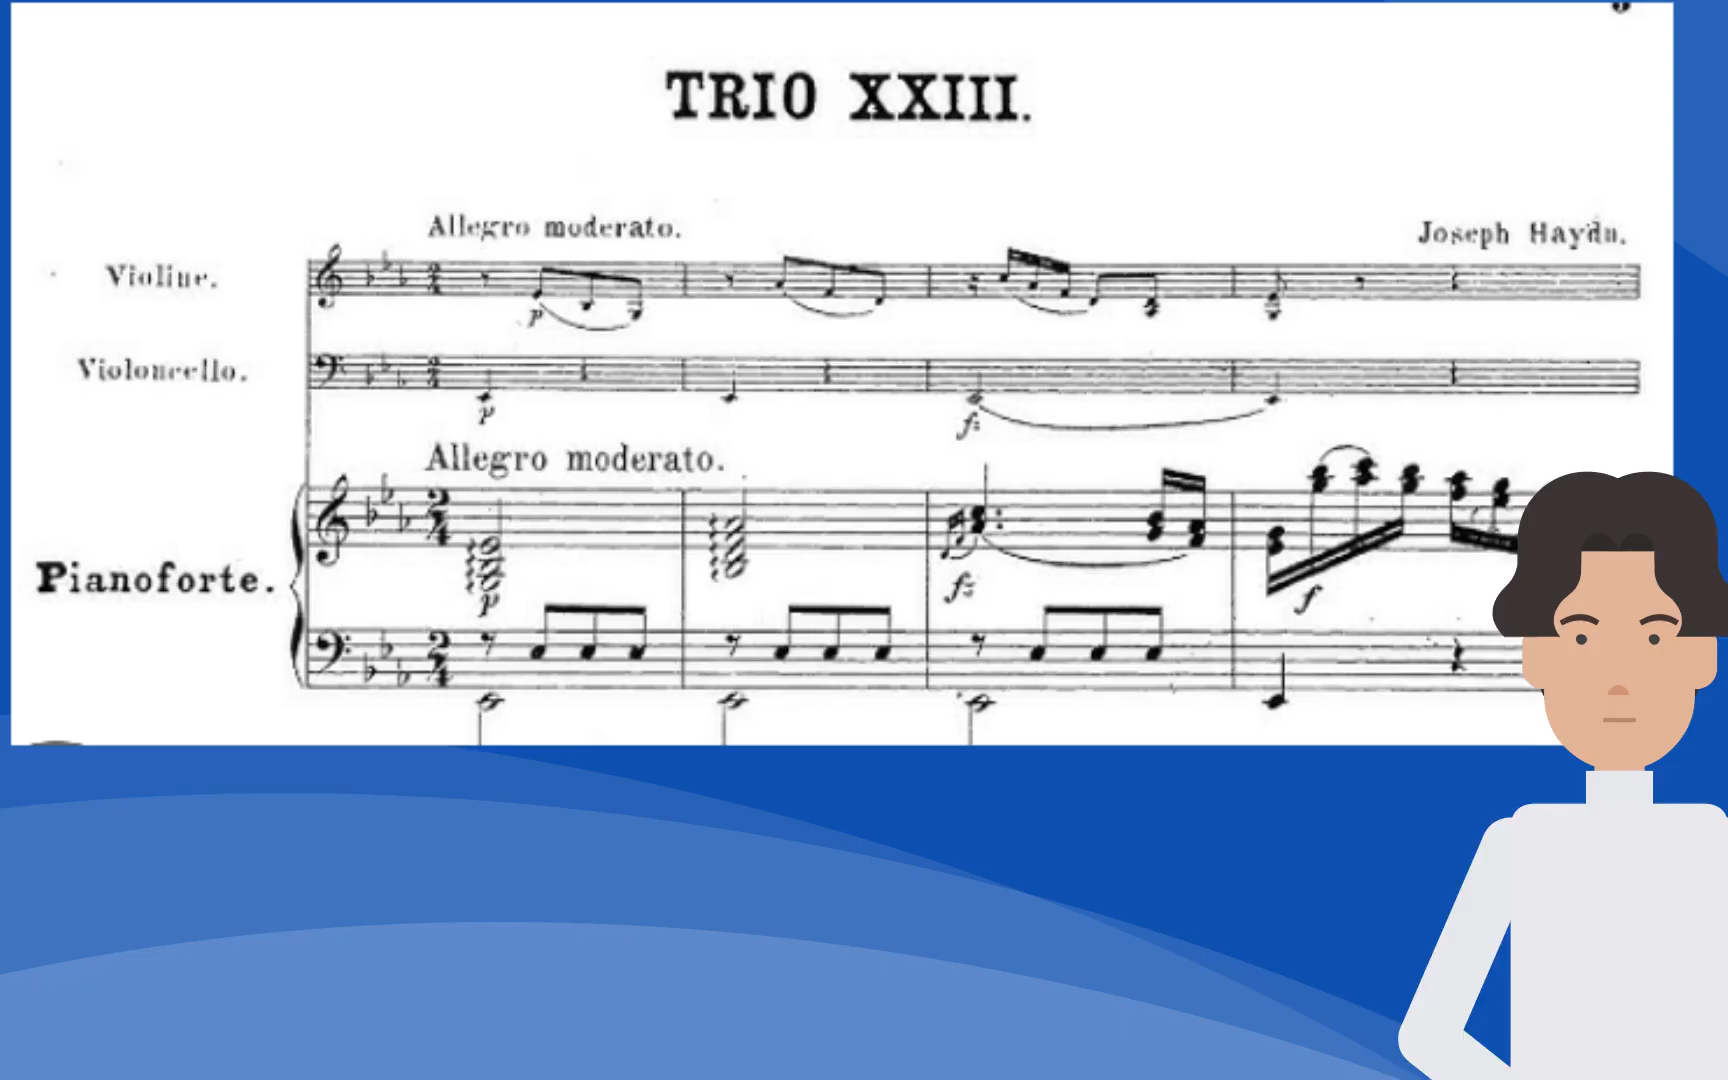 TRIO XXIII.
Allegro moderato.
Joseph Haydn.
Violine.
p
Violoncello.
p
f:
Allegro moderato.
Pianoforte.
p
f:
f